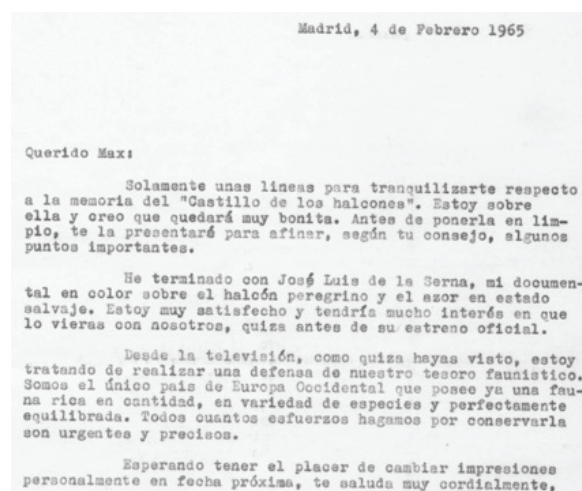 Madrid, 4 de Febrero 1965
Querido Max:
Solamente unas lineas para tranquilizarte respecto
a la memoria del "Castillo de los halcones". Estoy sobre
ella y creo que quedará muy bonita. Antes de ponerla en lim-
pio, te la presentaré para afinar, según tu consejo, algunos
puntos importantes.
He terminado con José Luis de la Serna, mi documen-
tal en color sobre el halcón peregrino y el azor en estado
salvaje. Estoy muy satisfecho y tendría mucho interés en que
lo vieras con nosotros, quiza antes de su estreno oficial.
Desde la televisión, como quiza hayas visto, estoy
tratando de realizar una defensa de nuestro tesoro faunistico.
Somos el único pais de Europa Occidental que posee ya una fau-
na rica en cantidad, en variedad de especies y perfectamente
equilibrada. Todos cuantos esfuerzos hagamos por conservarla
son urgentes y precisos.
Esperando tener el placer de cambiar impresiones
personalmente en fecha próxima, te saluda muy cordialmente,